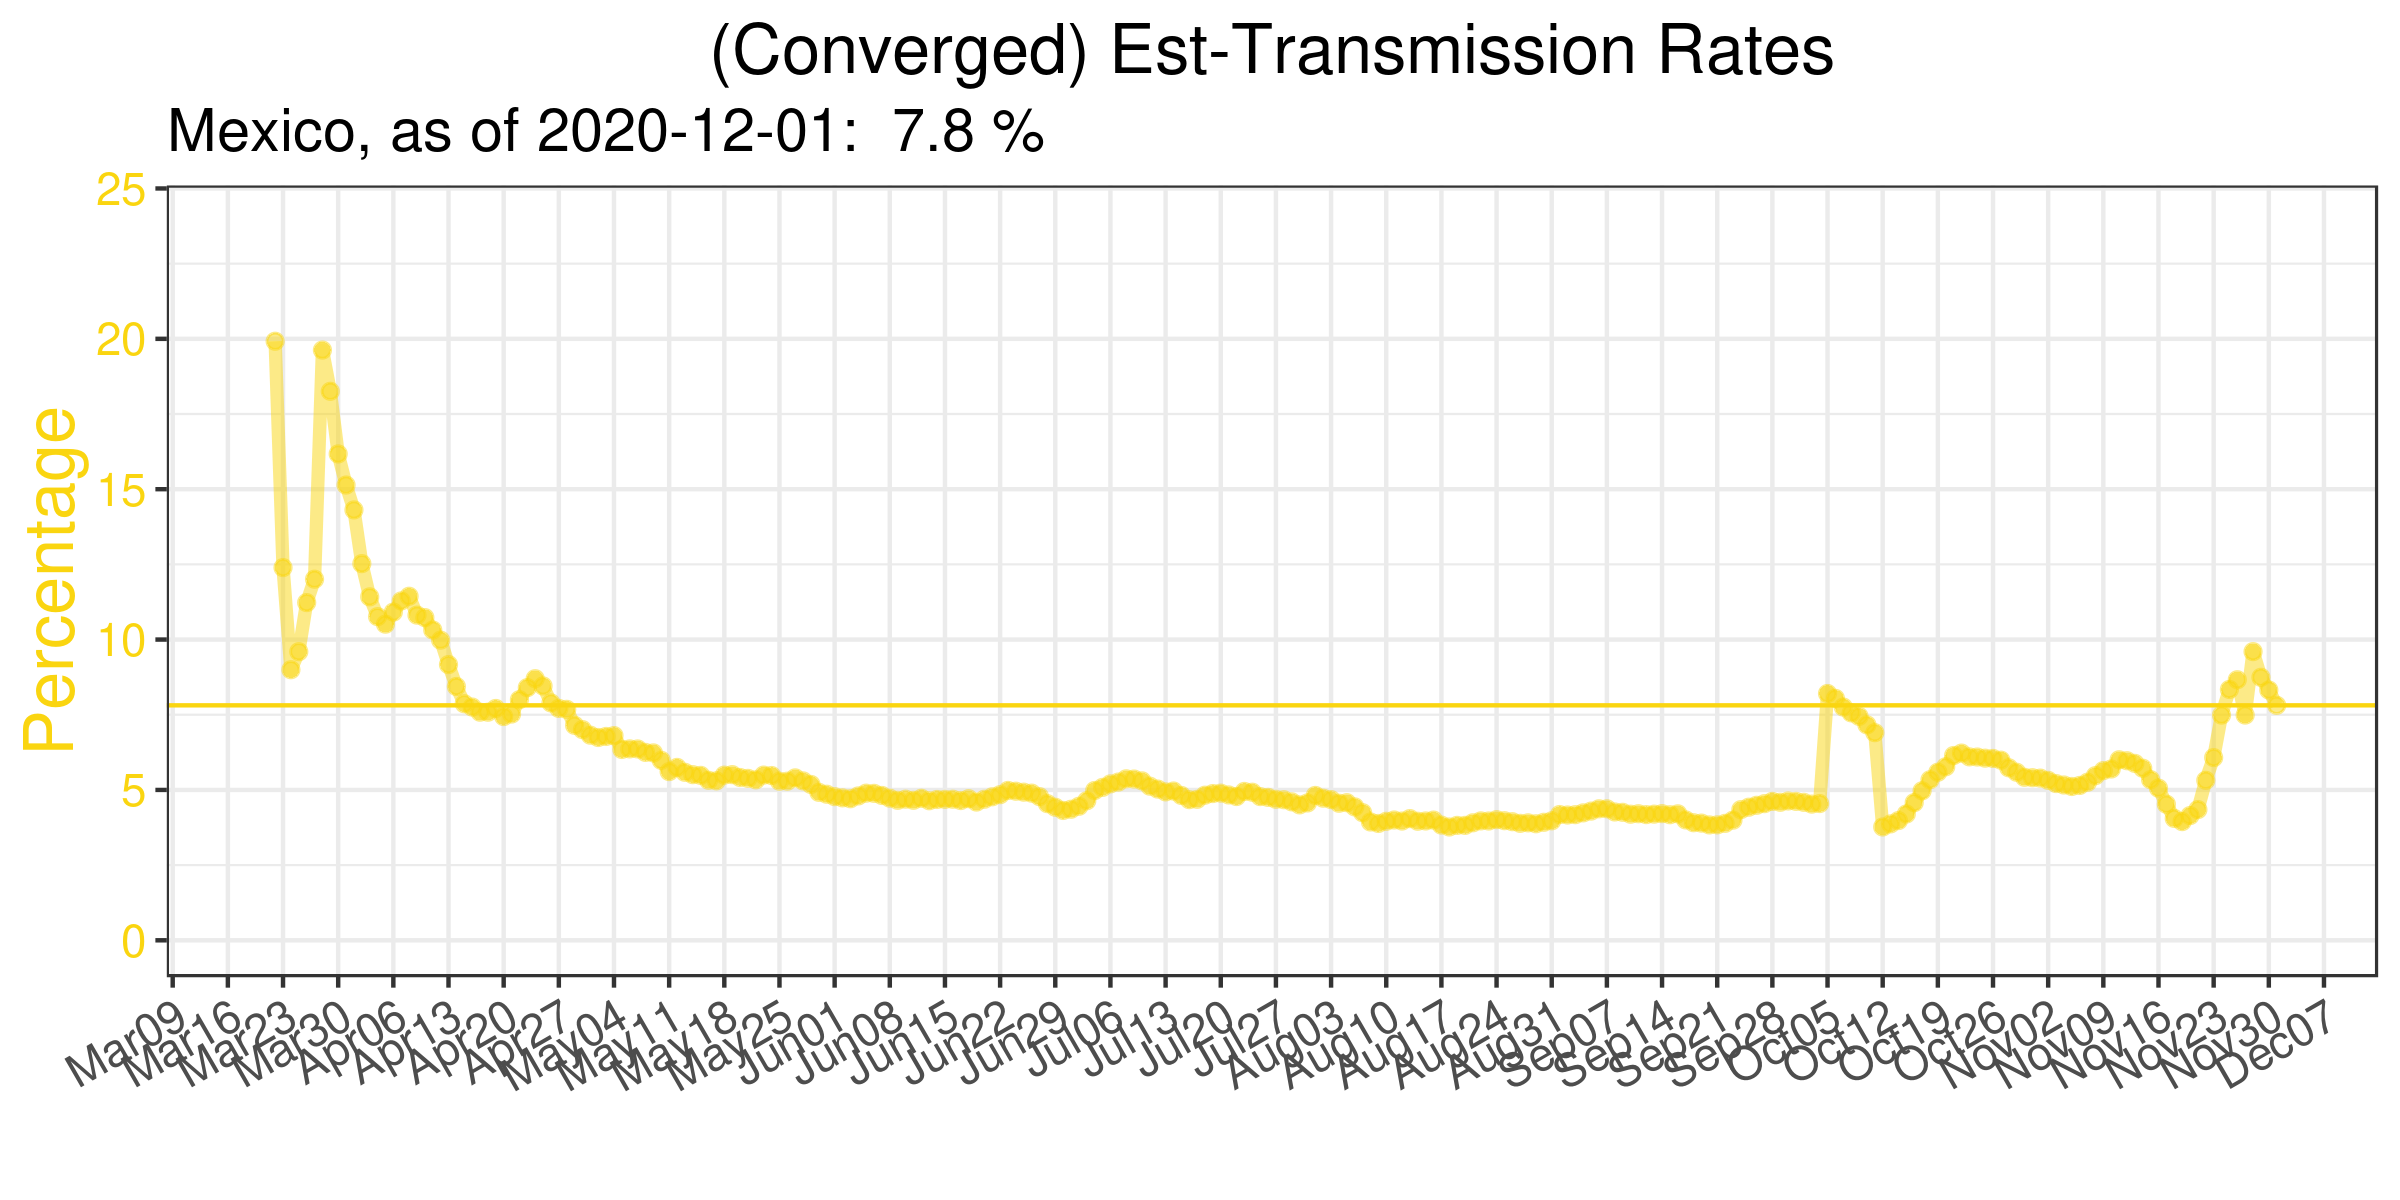 (Converged) Est-Transmission Rates
Mexico, as of 2020-12-01:  7.8 %
Percentage
25
20
15
10
5
0
Mar09
Mar16
Mar23
Mar30
Apr06
Apr13
Apr20
Apr27
May04
May11
May18
May25
Jun01
Jun08
Jun15
Jun22
Jun29
Jul06
Jul13
Jul20
Jul27
Aug03
Aug10
Aug17
Aug24
Aug31
Sep07
Sep14
Sep21
Sep28
Oct05
Oct12
Oct19
Oct26
Nov02
Nov09
Nov16
Nov23
Nov30
Dec07